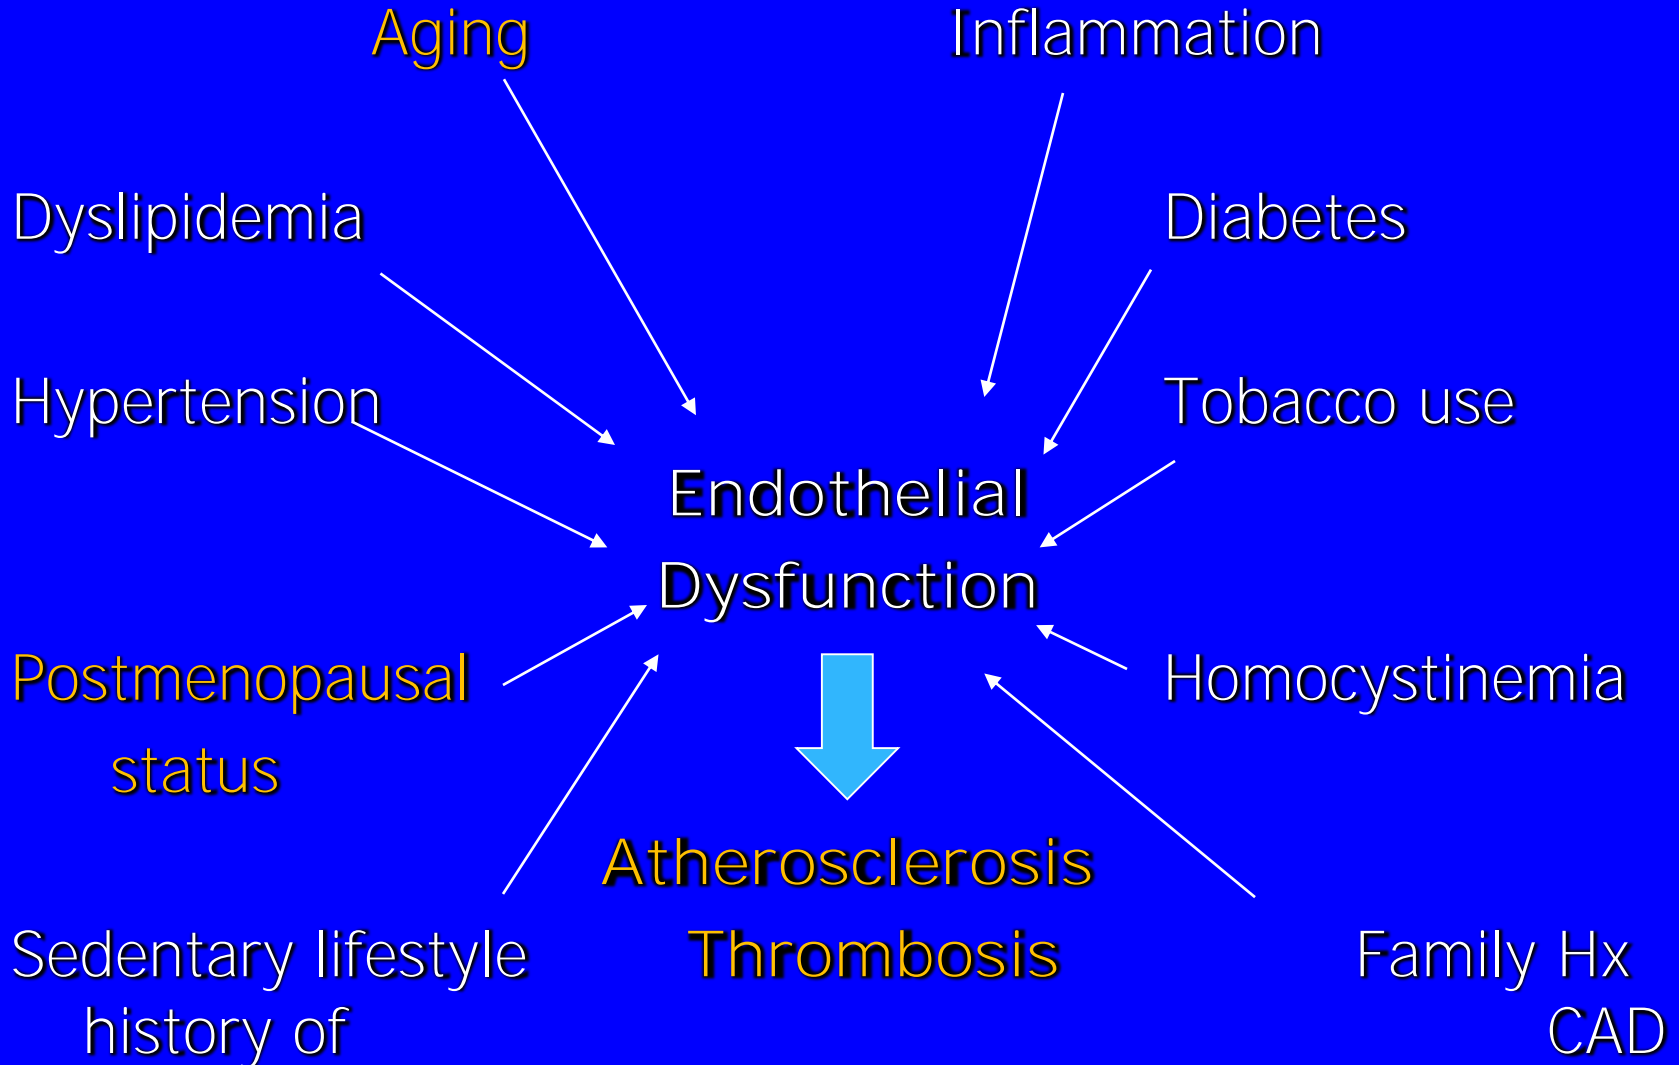 Aging Inflammation
Dyslipidemia Diabetes
Hypertension Tobacco use
Endothelial
Dysfunction
Postmenopausal Homocystinemia
status
Atherosclerosis
Sedentary lifestyle Thrombosis Family Hx
history of CAD